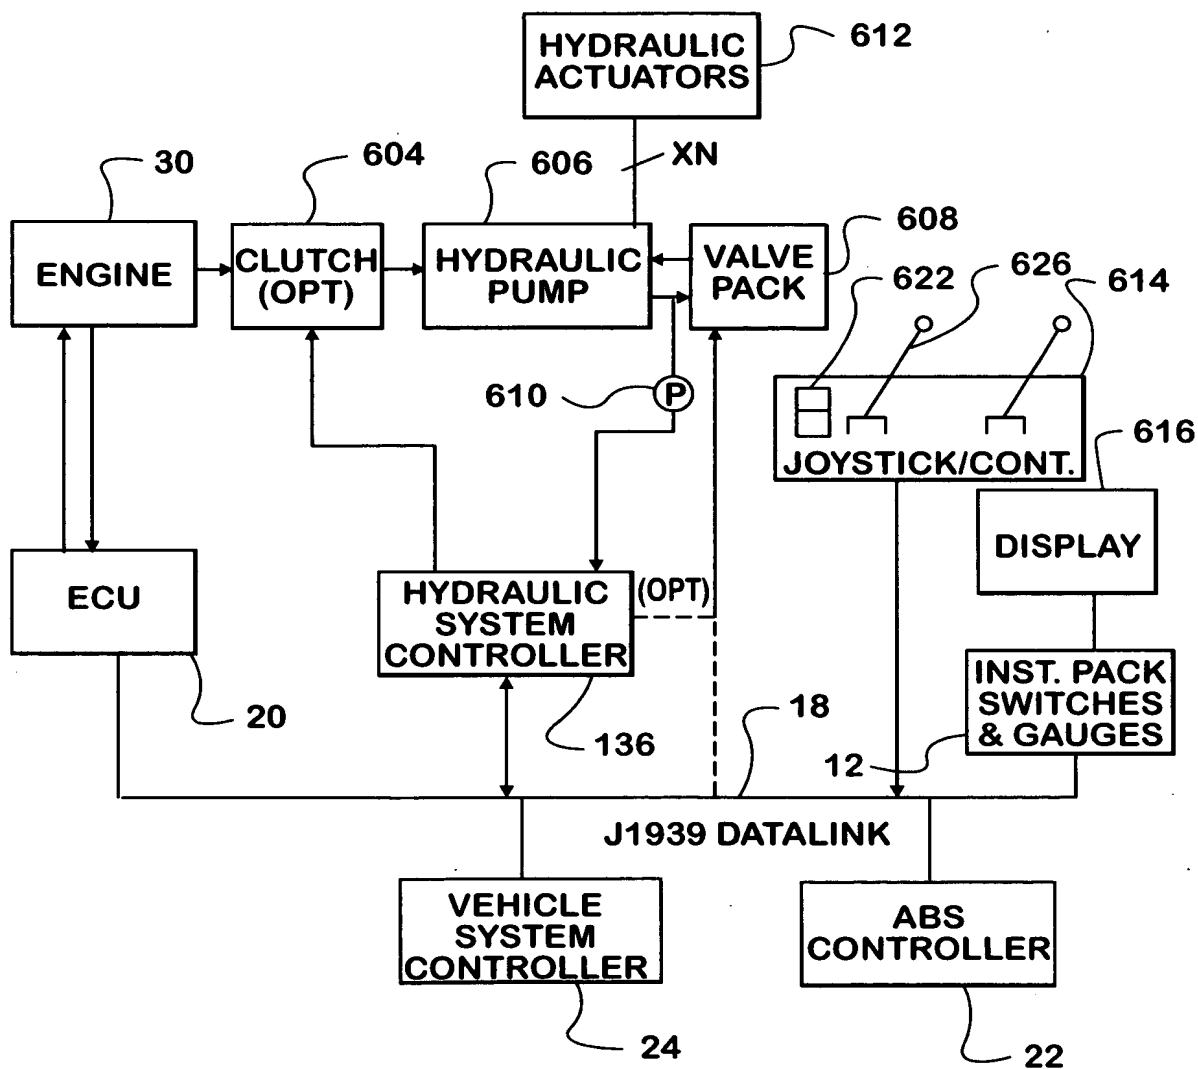 HYDRAULIC
ACTUATORS
612
XN
30
604
606
608
ENGINE
CLUTCH
(OPT)
HYDRAULIC
PUMP
VALVE
PACK
622
626
614
610
P
JOYSTICK/CONT.
616
DISPLAY
ECU
HYDRAULIC
SYSTEM
CONTROLLER
(OPT)
INST. PACK
SWITCHES
& GAUGES
20
136
18
12
J1939 DATALINK
VEHICLE
SYSTEM
CONTROLLER
ABS
CONTROLLER
24
22